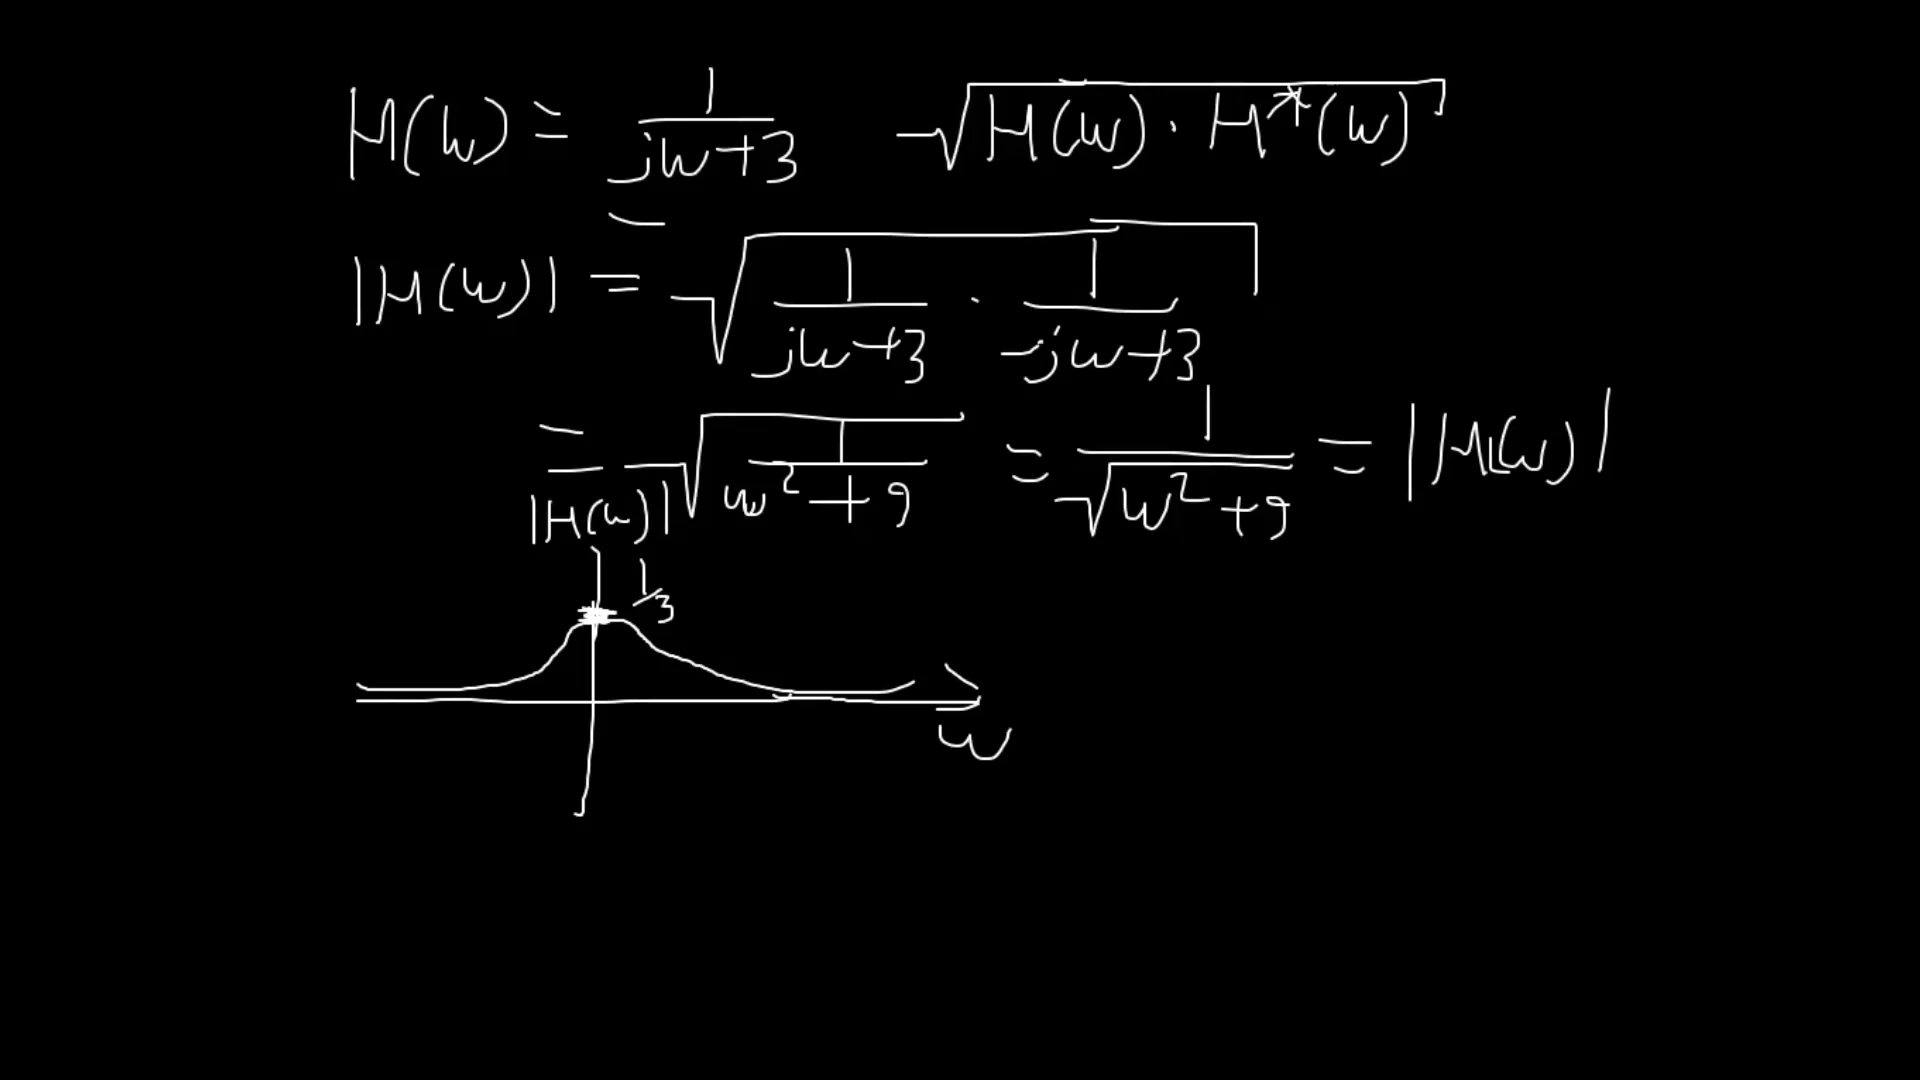 H(w) = 1/(jw+3) √(H(w) · H*(w))
|H(w)| = √(1/(jw+3) · 1/(-jw+3))
= √(1/(w²+9)) = 1/√(w²+9) = |H(w)|
|H(w)|
1/3
w